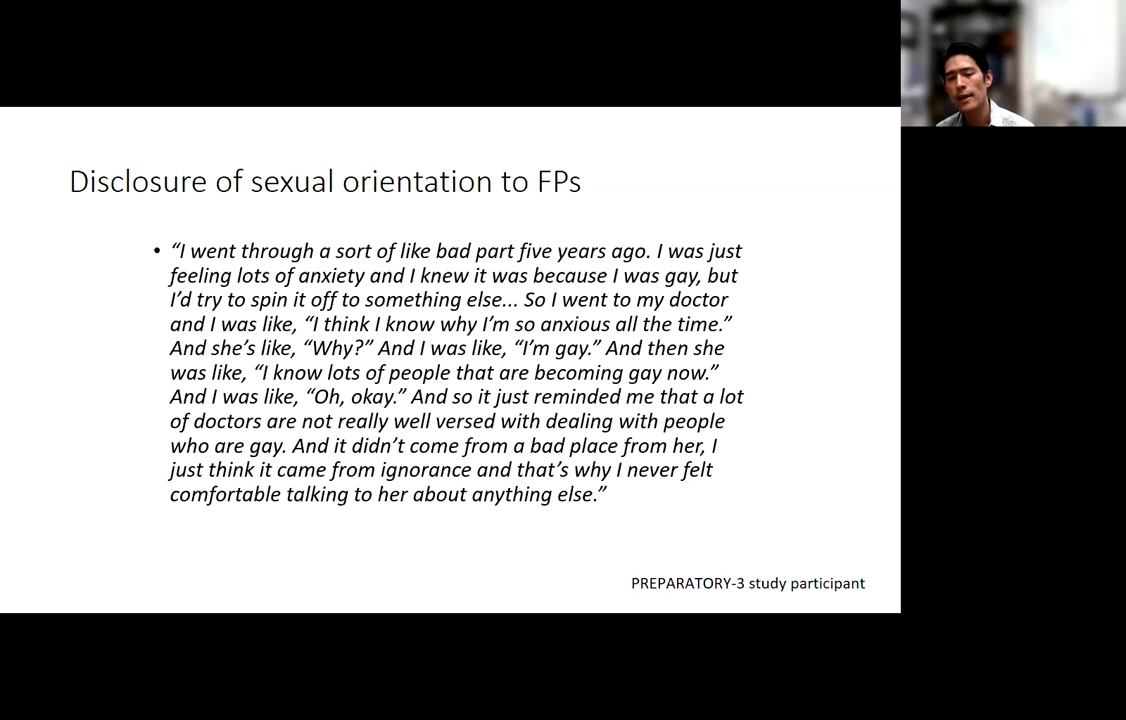 Disclosure of sexual orientation to FPs
• “I went through a sort of like bad part five years ago. I was just
feeling lots of anxiety and I knew it was because I was gay, but
I’d try to spin it off to something else... So I went to my doctor
and I was like, “I think I know why I’m so anxious all the time.”
And she’s like, “Why?” And I was like, “I’m gay.” And then she
was like, “I know lots of people that are becoming gay now.”
And I was like, “Oh, okay.” And so it just reminded me that a lot
of doctors are not really well versed with dealing with people
who are gay. And it didn’t come from a bad place from her, I
just think it came from ignorance and that’s why I never felt
comfortable talking to her about anything else.”
PREPARATORY-3 study participant